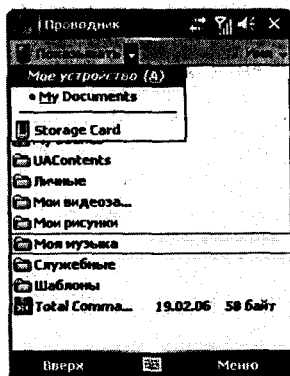 Проводник
Мое устройство (A)
• My Documents
Storage Card
UAContents
Личные
Мои видеоза...
Мои рисунки
Моя музыка
Служебные
Шаблоны
Total Comma... 19.02.06 58 байт
Вверх Меню